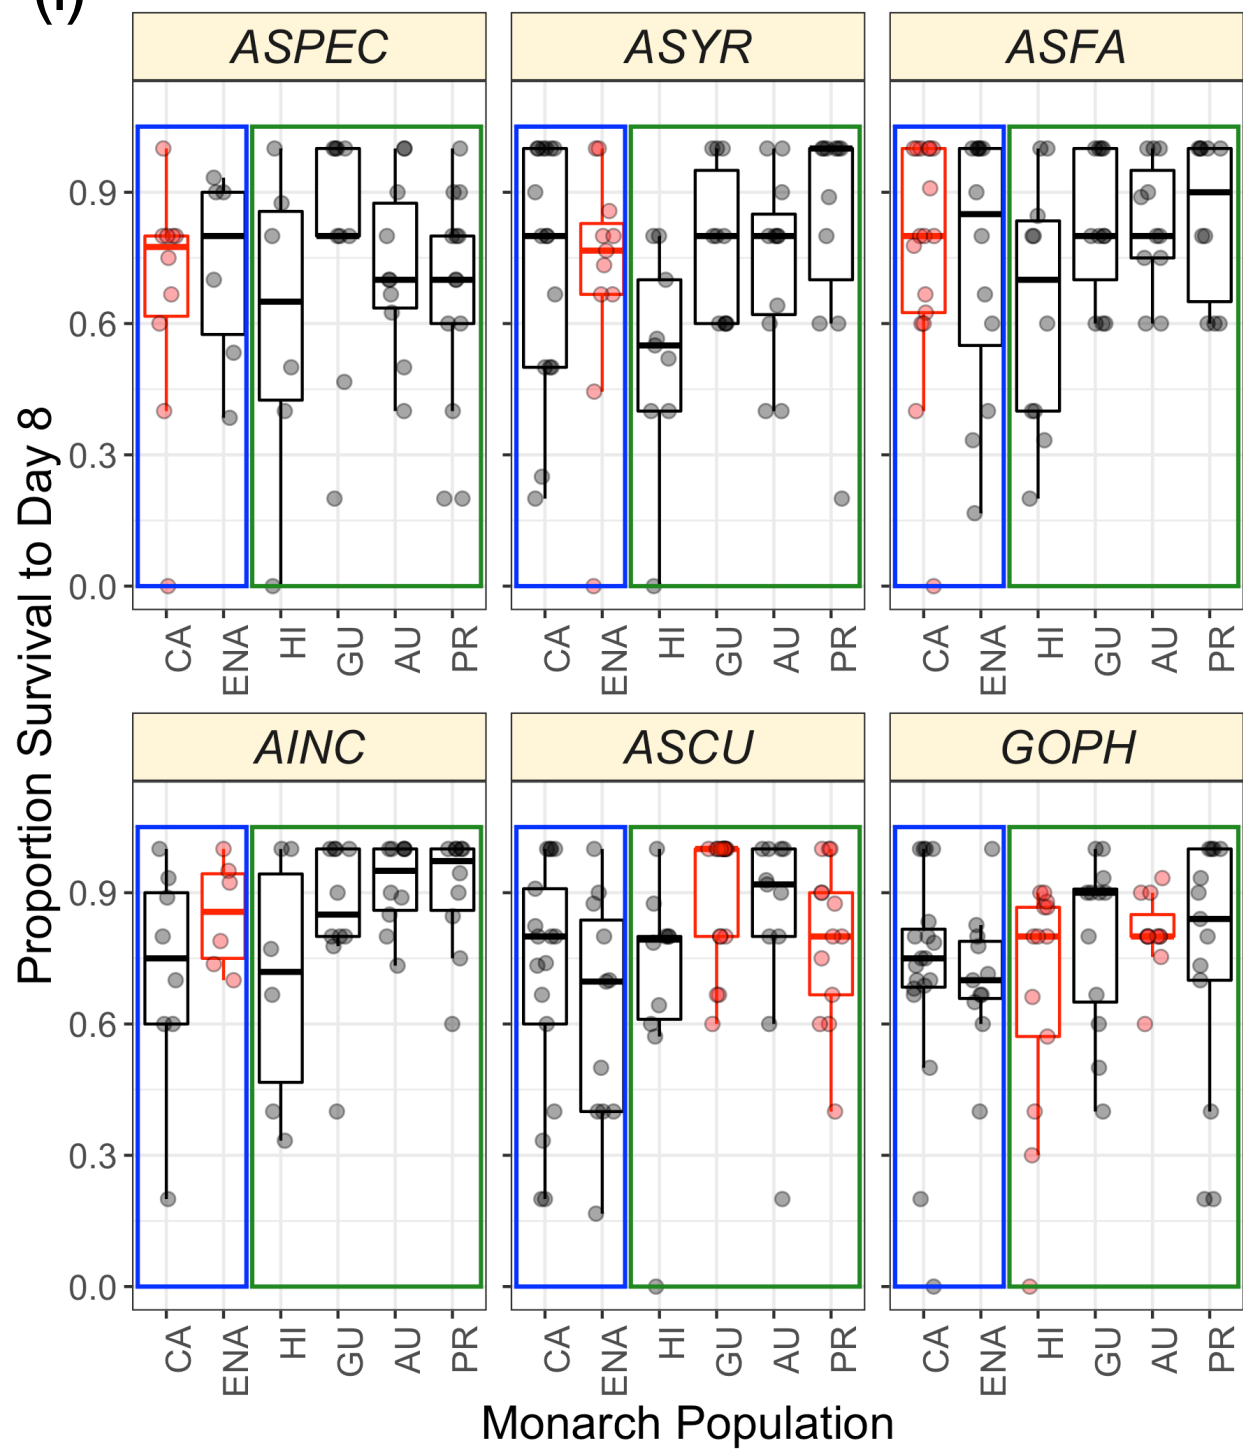 (i)
ASPEC ASYR ASFA
0.9
0.6
0.3
0.0
CA ENA HI GU AU PR CA ENA HI GU AU PR CA ENA HI GU AU PR
Proportion Survival to Day 8
AINC ASCU GOPH
0.9
0.6
0.3
0.0
CA ENA HI GU AU PR CA ENA HI GU AU PR CA ENA HI GU AU PR
Monarch Population